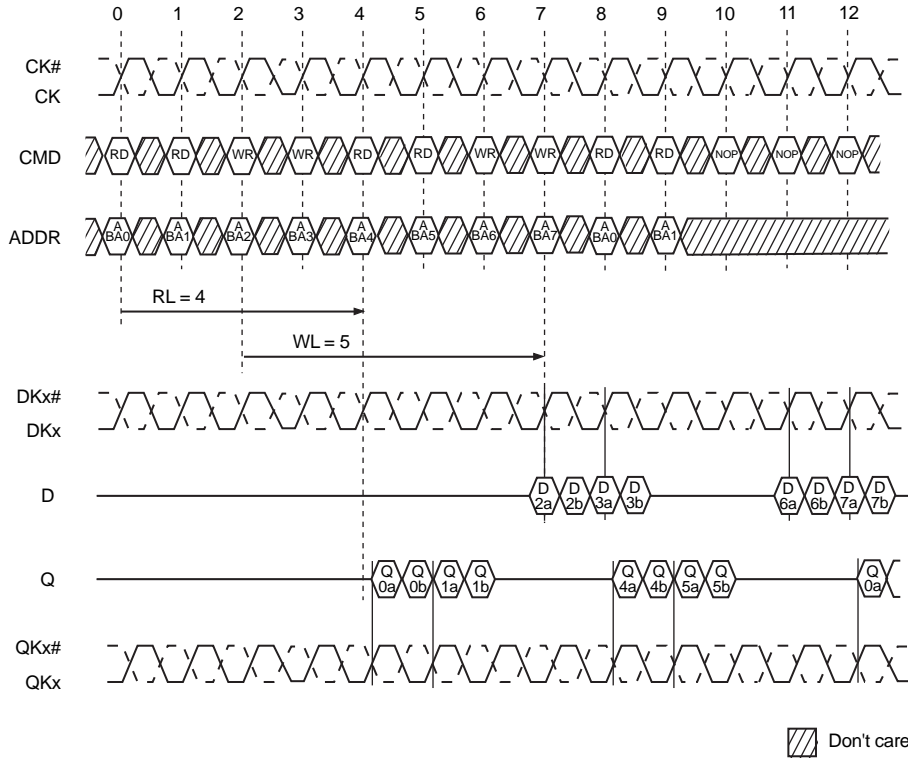 0 1 2 3 4 5 6 7 8 9 10 11 12
CK#
CK
CMD RD RD WR WR RD RD WR WR RD RD NOP NOP NOP
ADDR A BA0 A BA1 A BA2 A BA3 A BA4 A BA5 A BA6 A BA7 A BA0 A BA1
RL = 4
WL = 5
DKx#
DKx
D D 2a D 2b D 3a D 3b D 6a D 6b D 7a D 7b
Q Q 0a Q 0b Q 1a Q 1b Q 4a Q 4b Q 5a Q 5b Q 0a
QKx#
QKx
Don't care